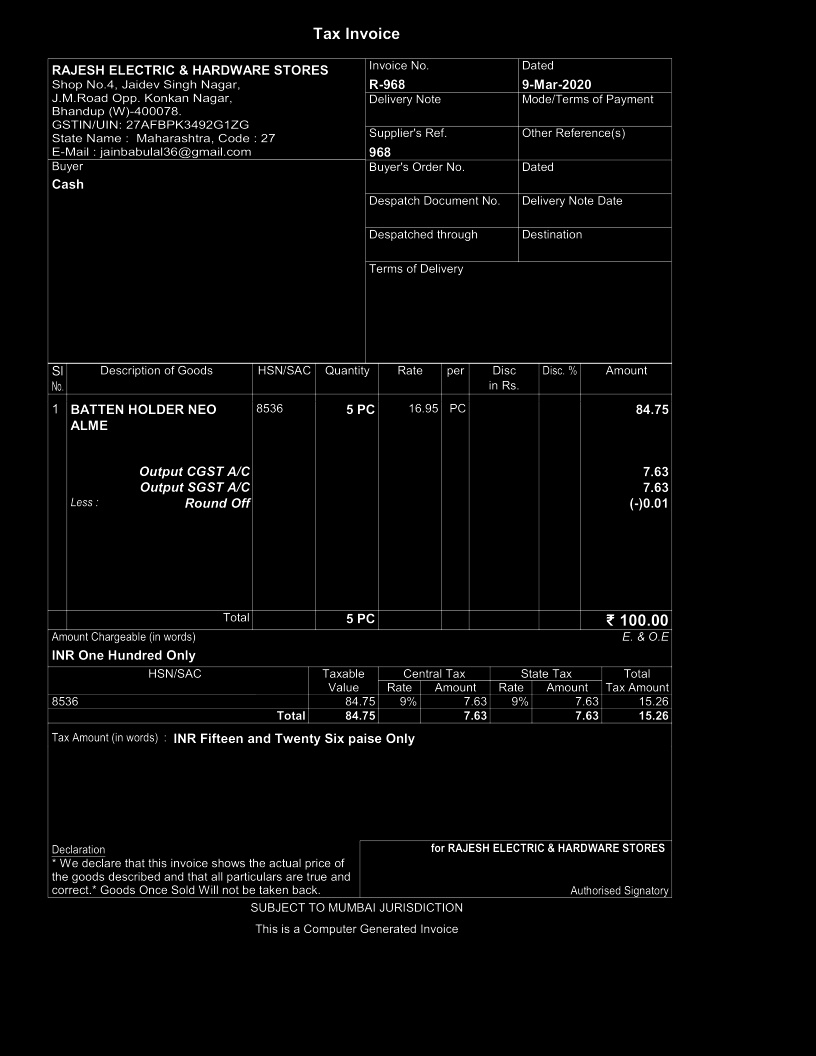 Tax Invoice
RAJESH ELECTRIC & HARDWARE STORES
Shop No.4, Jaidev Singh Nagar,
J.M.Road Opp. Konkan Nagar,
Bhandup (W)-400078.
GSTIN/UIN: 27AFBPK3492G1ZG
State Name : Maharashtra, Code : 27
E-Mail : jainbabulal36@gmail.com
Buyer
Cash
Invoice No.
R-968
Dated
9-Mar-2020
Delivery Note
Mode/Terms of Payment
Supplier's Ref.
968
Other Reference(s)
Buyer's Order No.
Dated
Despatch Document No.
Delivery Note Date
Despatched through
Destination
Terms of Delivery
Sl No. Description of Goods HSN/SAC Quantity Rate per Disc in Rs. Disc. % Amount
1 BATTEN HOLDER NEO 8536 5 PC 16.95 PC 84.75
ALME
Output CGST A/C 7.63
Output SGST A/C 7.63
Less : Round Off (-)0.01
Total 5 PC ₹ 100.00
Amount Chargeable (in words) E. & O.E
INR One Hundred Only
HSN/SAC Taxable Value Central Tax State Tax Total Tax Amount
Rate Amount Rate Amount
8536 84.75 9% 7.63 9% 7.63 15.26
Total 84.75 7.63 7.63 15.26
Tax Amount (in words) : INR Fifteen and Twenty Six paise Only
Declaration
* We declare that this invoice shows the actual price of
the goods described and that all particulars are true and
correct.* Goods Once Sold Will not be taken back.
for RAJESH ELECTRIC & HARDWARE STORES
Authorised Signatory
SUBJECT TO MUMBAI JURISDICTION
This is a Computer Generated Invoice